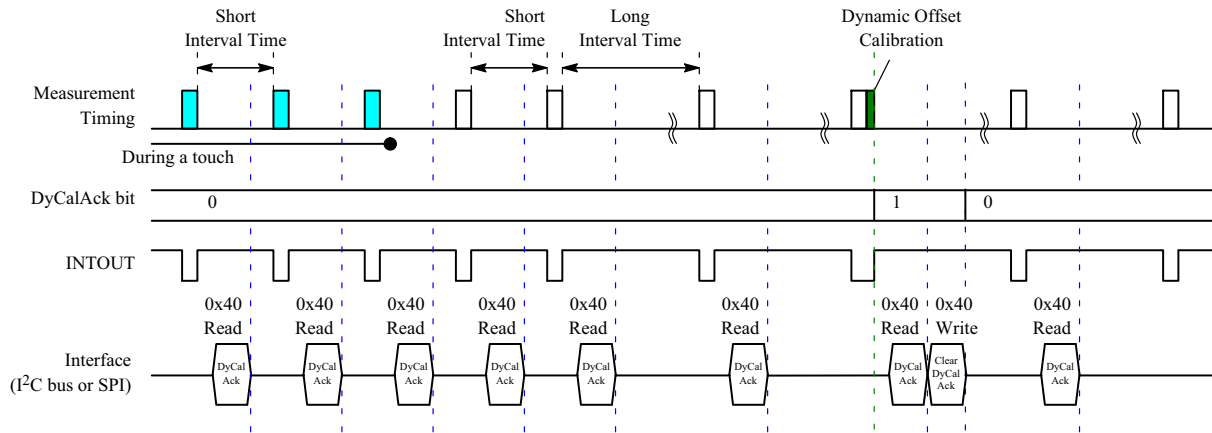 Short
Interval Time
Short
Interval Time
Long
Interval Time
Dynamic Offset
Calibration
Measurement
Timing
During a touch
DyCalAck bit
0
1
0
INTOUT
0x40
Read
0x40
Read
0x40
Read
0x40
Read
0x40
Read
0x40
Read
0x40
Read
0x40
Write
0x40
Read
Interface
(I²C bus or SPI)
DyCal
Ack
DyCal
Ack
DyCal
Ack
DyCal
Ack
DyCal
Ack
DyCal
Ack
DyCal
Ack
Clear
DyCal
Ack
DyCal
Ack